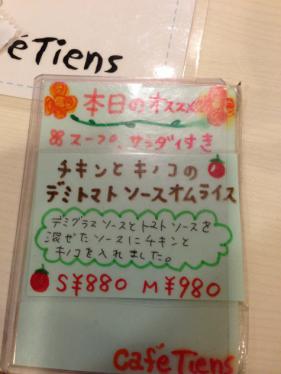 CaféTiens
本日のオススメ
スープ、サラダ付き
チキンとキノコの
デミトマトソースオムライス
デミグラスソースとトマトソースを
混ぜたソースにチキンと
キノコを入れました。
S¥880 M¥980
CaféTiens